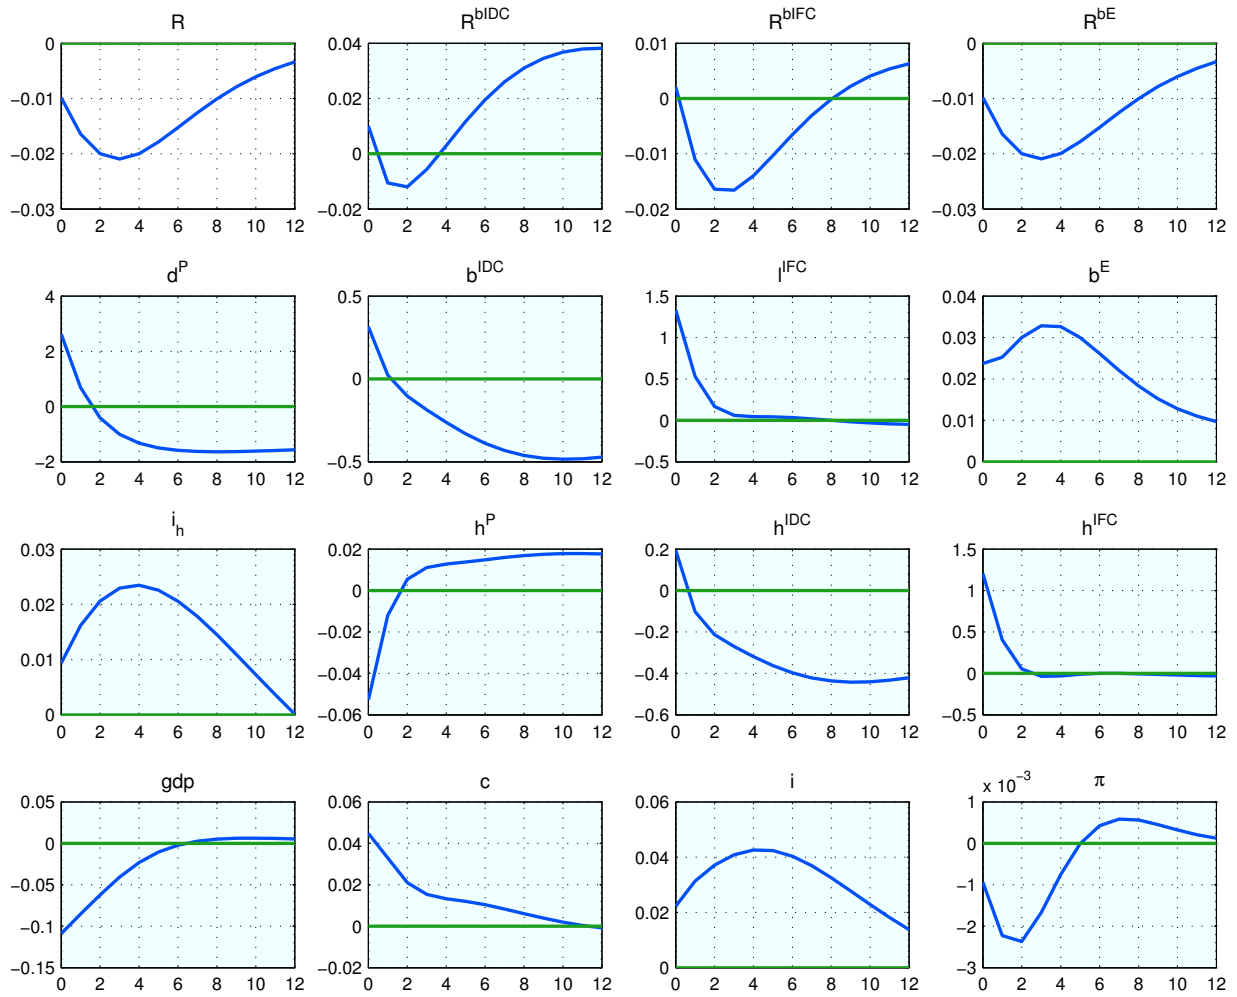 R
0
−0.01
−0.02
−0.03
0 2 4 6 8 10 12
R^bIDC
0.04
0.02
0
−0.02
0 2 4 6 8 10 12
R^bIFC
0.01
0
−0.01
−0.02
0 2 4 6 8 10 12
R^bE
0
−0.01
−0.02
−0.03
0 2 4 6 8 10 12
d^P
4
2
0
−2
0 2 4 6 8 10 12
b^IDC
0.5
0
−0.5
0 2 4 6 8 10 12
l^IFC
1.5
1
0.5
0
−0.5
0 2 4 6 8 10 12
b^E
0.04
0.03
0.02
0.01
0
0 2 4 6 8 10 12
i_h
0.03
0.02
0.01
0
0 2 4 6 8 10 12
h^P
0.02
0
−0.02
−0.04
−0.06
0 2 4 6 8 10 12
h^IDC
0.2
0
−0.2
−0.4
−0.6
0 2 4 6 8 10 12
h^IFC
1.5
1
0.5
0
−0.5
0 2 4 6 8 10 12
gdp
0.05
0
−0.05
−0.1
−0.15
0 2 4 6 8 10 12
c
0.06
0.04
0.02
0
−0.02
0 2 4 6 8 10 12
i
0.06
0.04
0.02
0
0 2 4 6 8 10 12
x 10^−3 π
1
0
−1
−2
−3
0 2 4 6 8 10 12